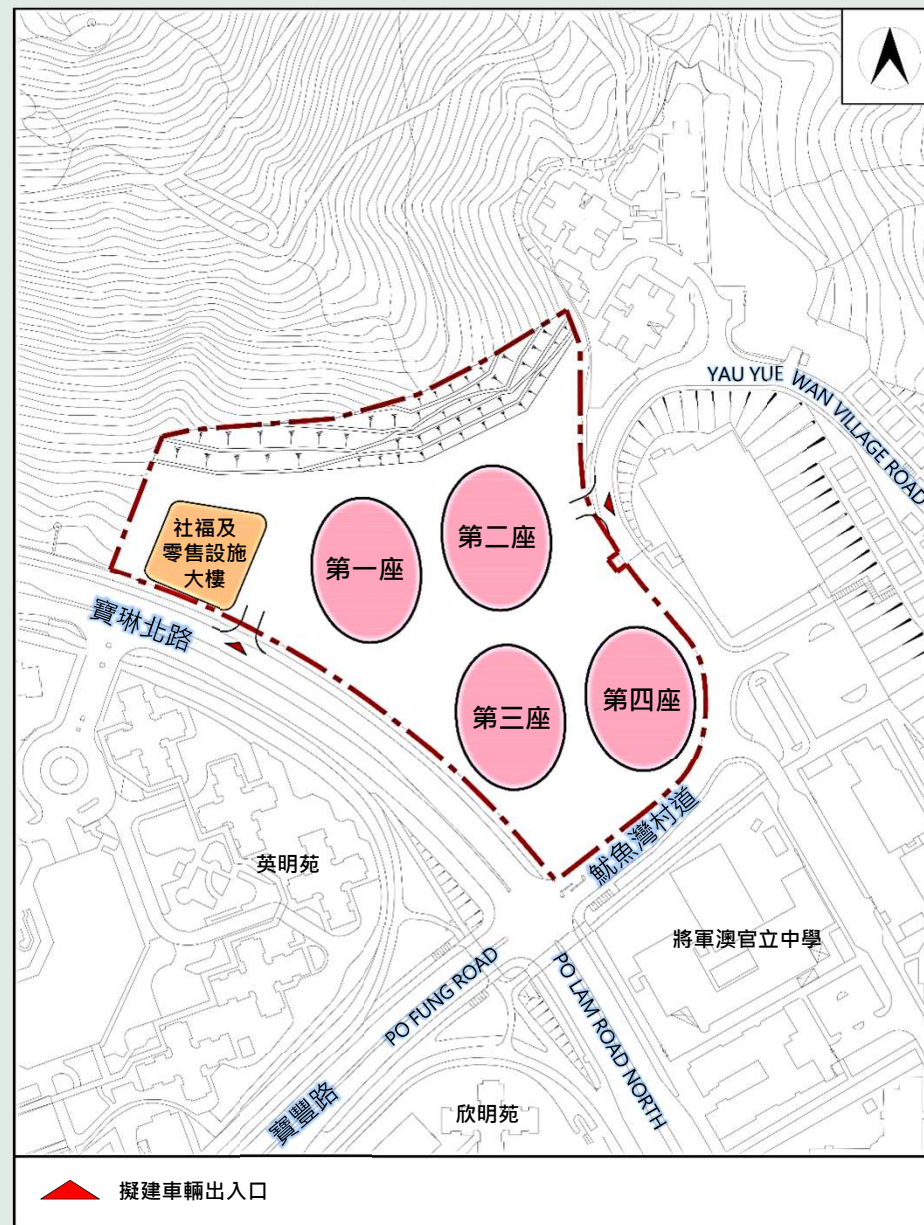 YAU YUE WAN VILLAGE ROAD
社福及
零售設施
大樓
第一座
第二座
寶琳北路
第三座
第四座
魷魚灣村道
英明苑
將軍澳官立中學
PO FUNG ROAD
PO LAM ROAD NORTH
寶豐路
欣明苑
擬建車輛出入口